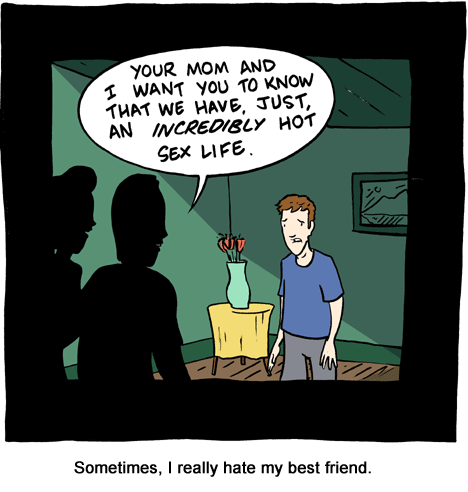 YOUR MOM AND
I WANT YOU TO KNOW
THAT WE HAVE, JUST,
AN INCREDIBLY HOT
SEX LIFE.
Sometimes, I really hate my best friend.